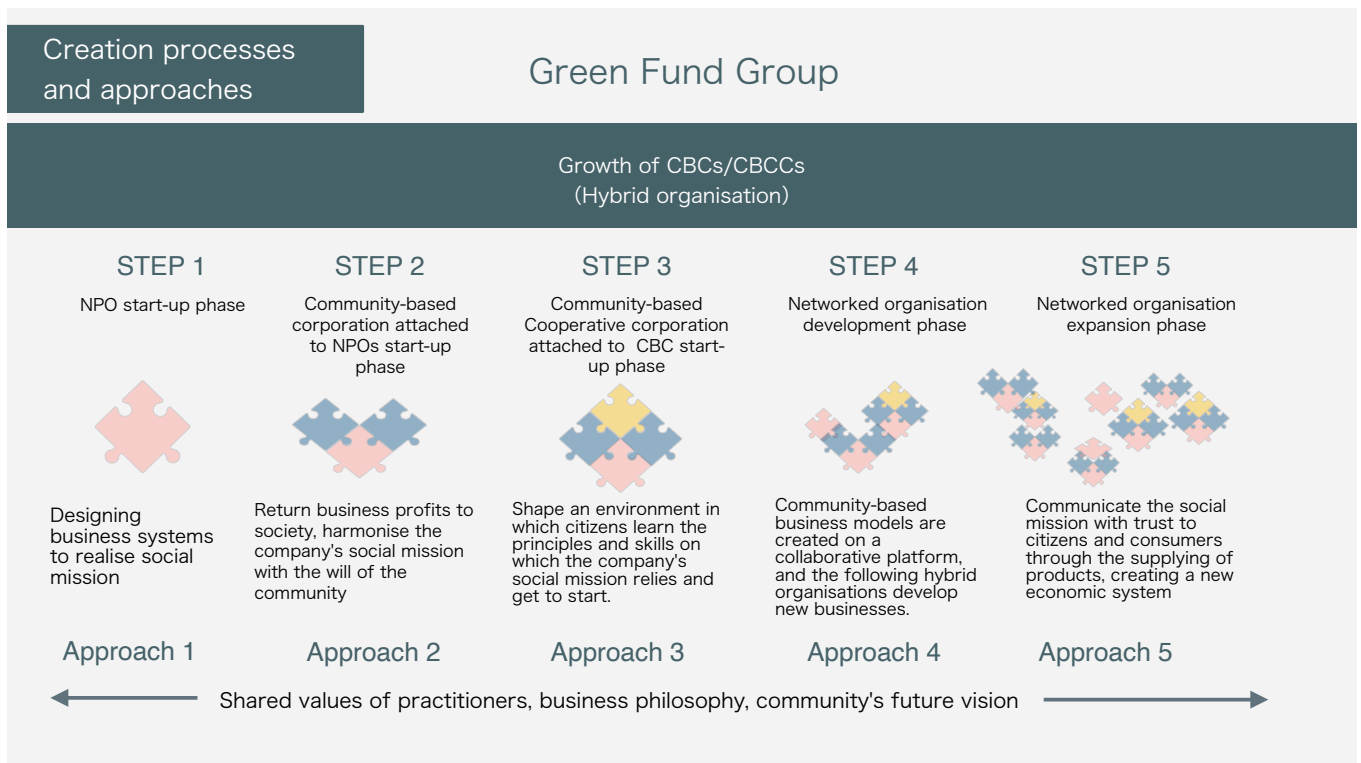 Creation processes
and approaches
Green Fund Group
Growth of CBCs/CBCCs
(Hybrid organisation)
STEP 1
NPO start-up phase
STEP 2
Community-based
corporation attached
to NPOs start-up
phase
STEP 3
Community-based
Cooperative corporation
attached to  CBC start-
up phase
STEP 4
Networked organisation
development phase
STEP 5
Networked organisation
expansion phase
Designing
business systems
to realise social
mission
Return business profits to
society, harmonise the
company's social mission
with the will of the
community
Shape an environment in
which citizens learn the
principles and skills on
which the company's
social mission relies and
get to start.
Community-based
business models are
created on a
collaborative platform,
and the following hybrid
organisations develop
new businesses.
Communicate the social
mission with trust to
citizens and consumers
through the supplying of
products, creating a new
economic system
Approach 1
Approach 2
Approach 3
Approach 4
Approach 5
Shared values of practitioners, business philosophy, community's future vision